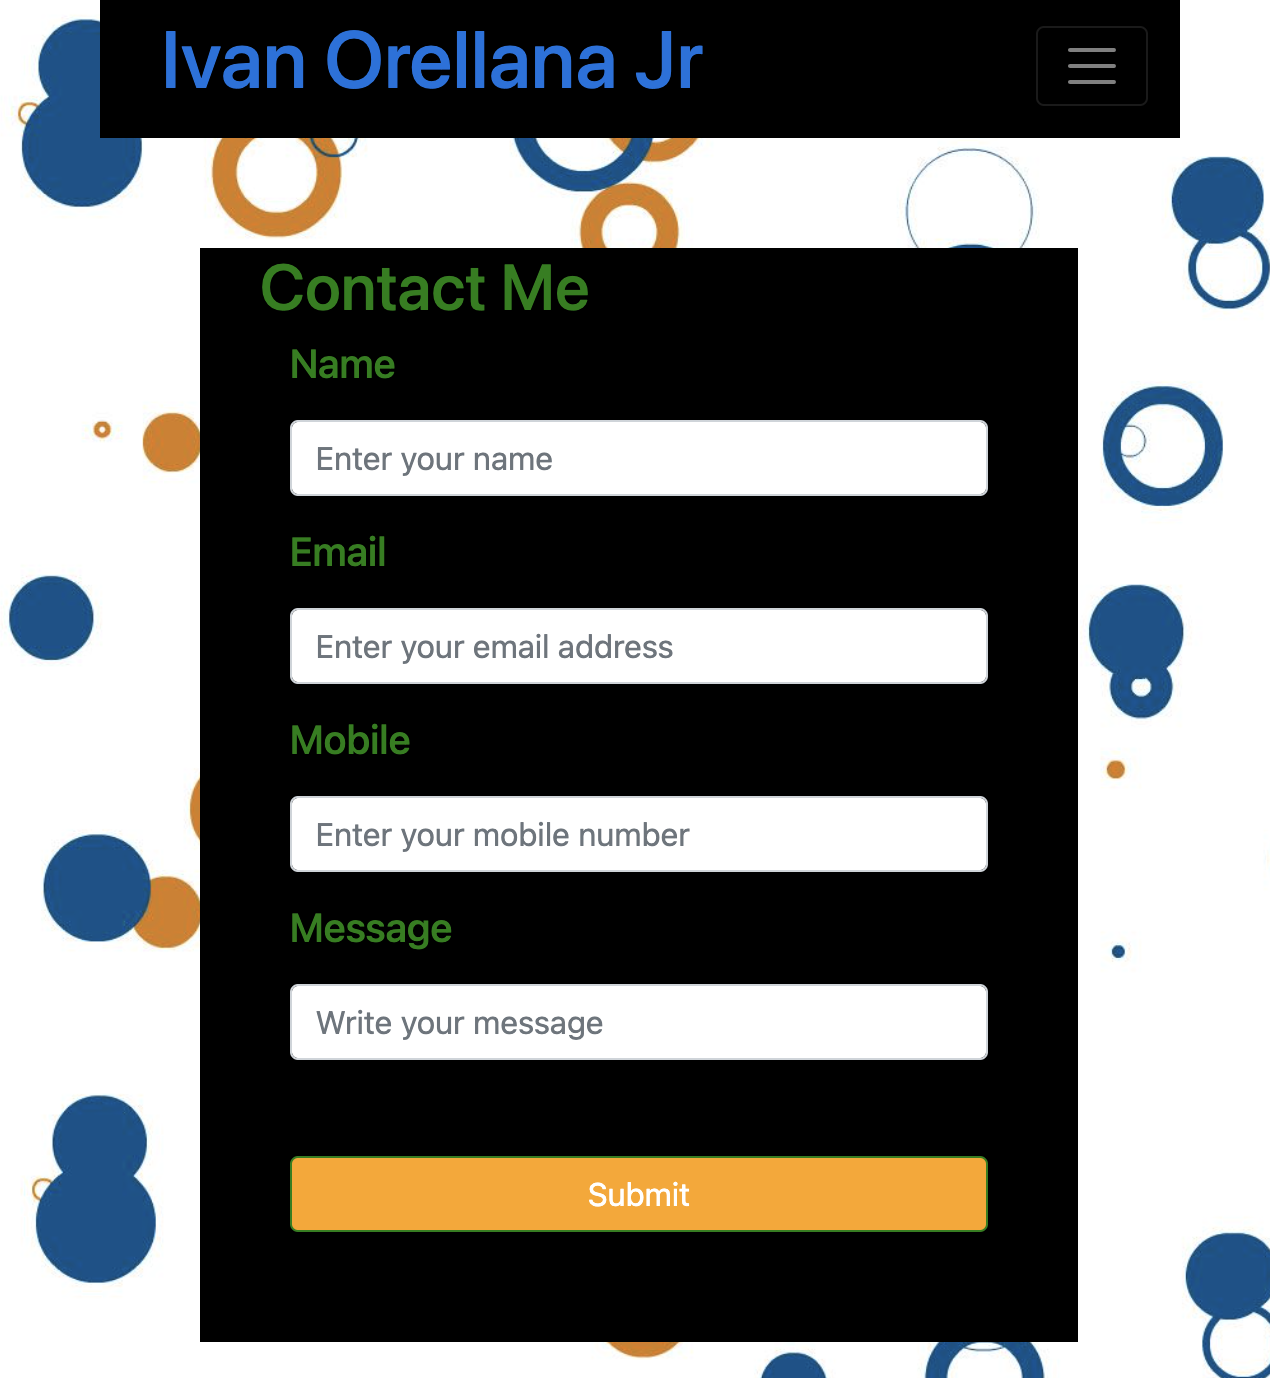 Ivan Orellana Jr
Contact Me
Name
Enter your name
Email
Enter your email address
Mobile
Enter your mobile number
Message
Write your message
Submit